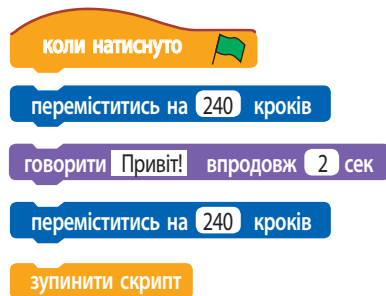 коли натиснуто
переміститись на 240 кроків
говорити Привіт! впродовж 2 сек
переміститись на 240 кроків
зупинити скрипт